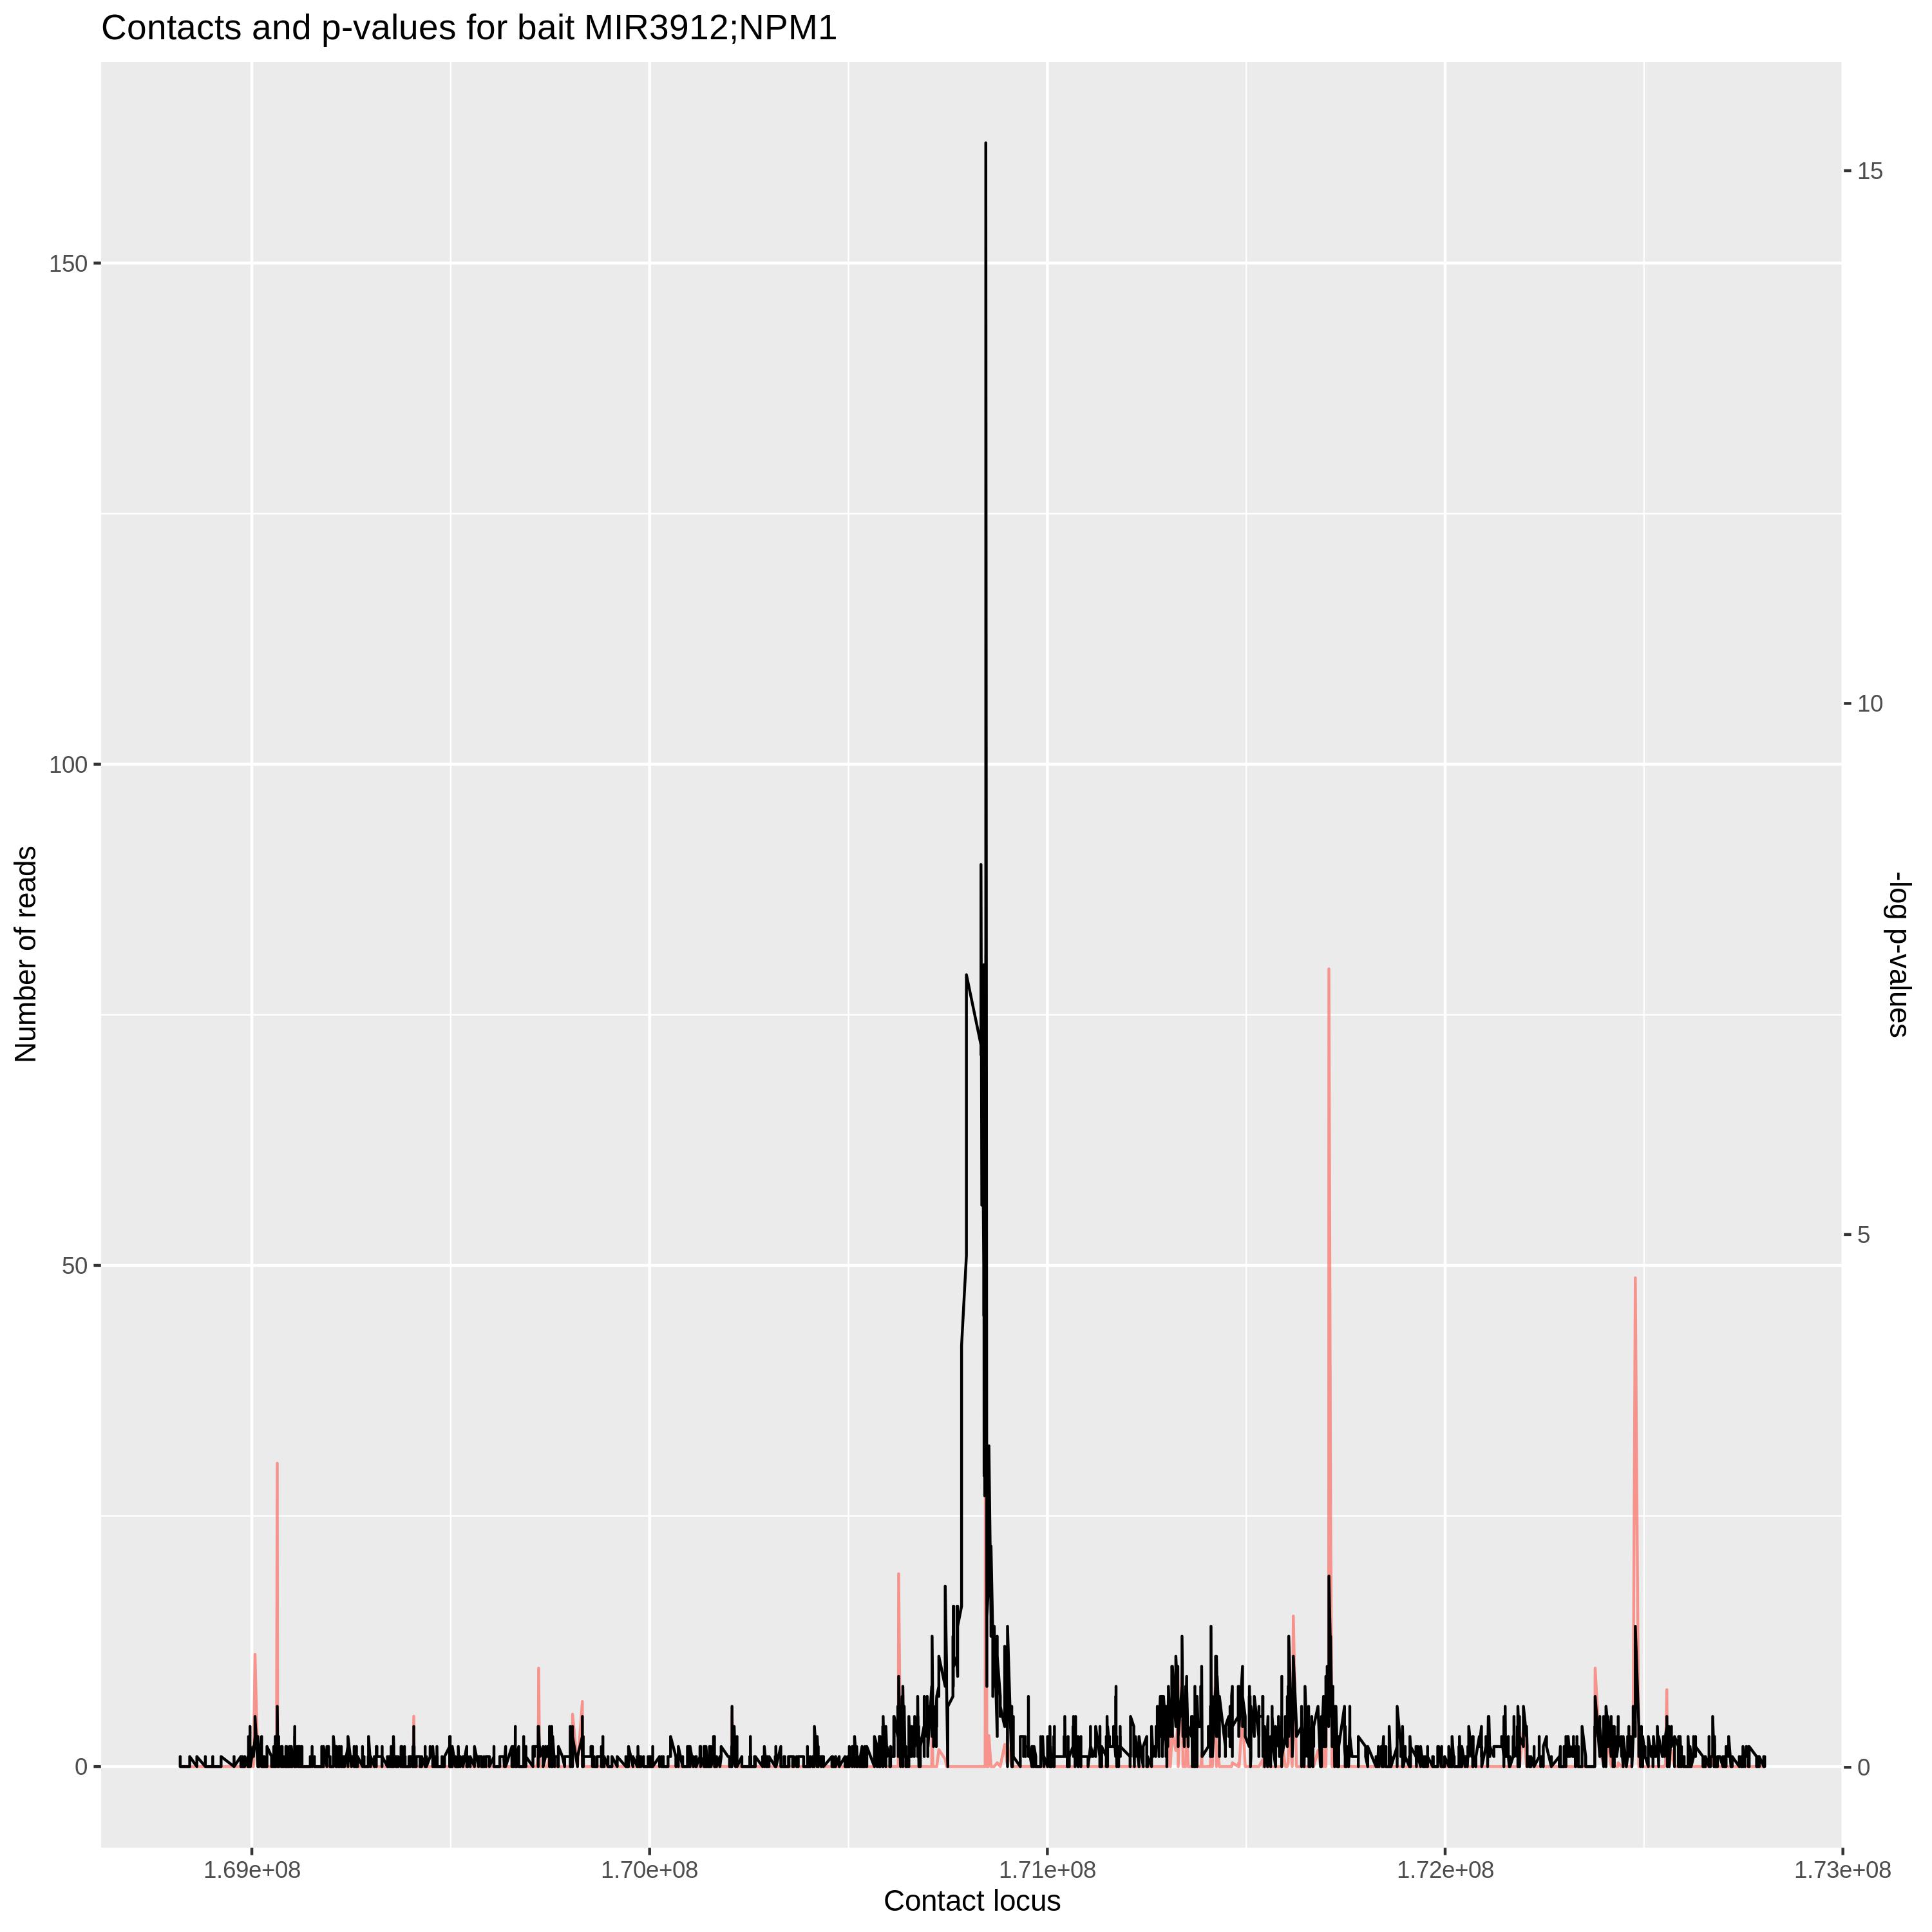 Contacts and p-values for bait MIR3912;NPM1
150
100
50
0
Number of reads
15
10
5
0
-log p-values
1.69e+08 1.70e+08 1.71e+08 1.72e+08 1.73e+08
Contact locus